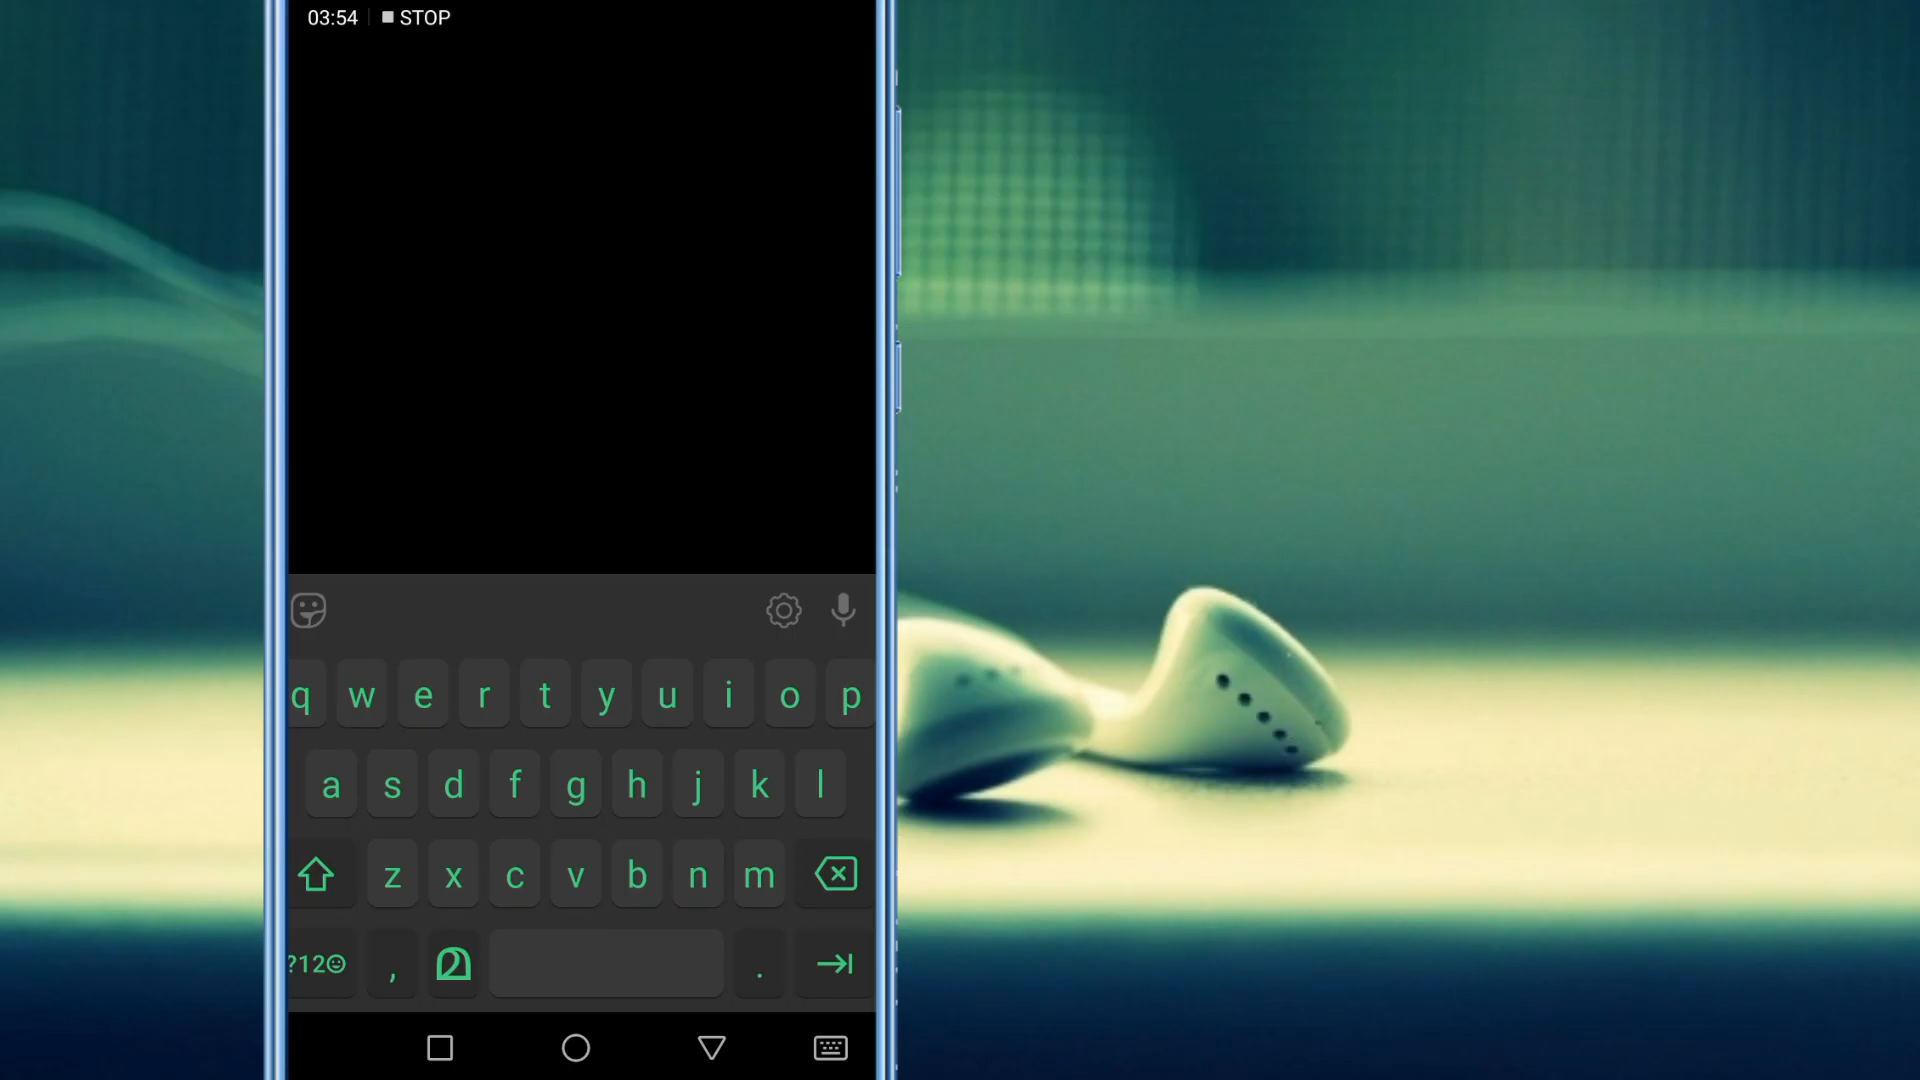 03:54 STOP
q w e r t y u i o p
a s d f g h j k l
z x c v b n m
?12☺ , മ .